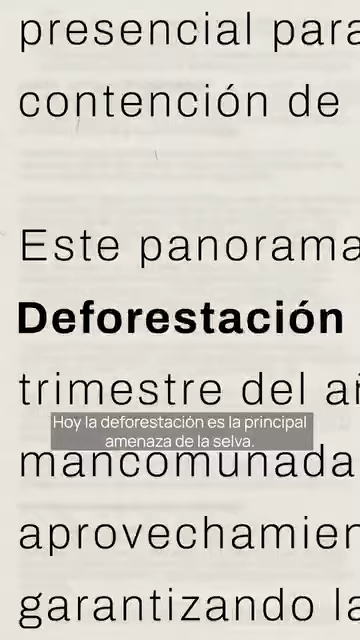 presencial para
contención de
Este panorama
Deforestación
trimestre del
Hoy la deforestación es la principal
amenaza de la selva.
mancomunada
aprovechamien
garantizando la